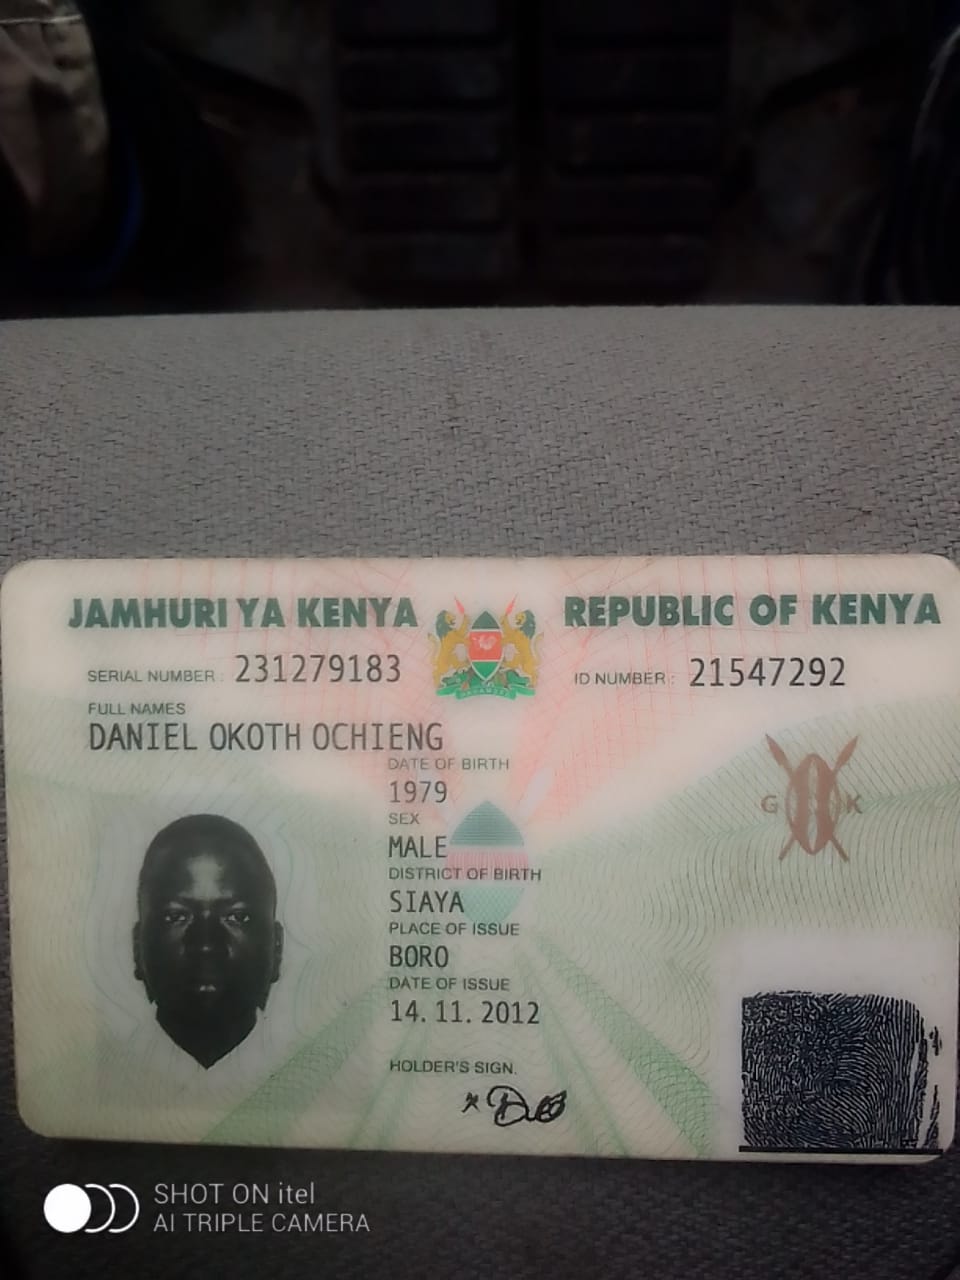 JAMHURI YA KENYA REPUBLIC OF KENYA
SERIAL NUMBER : 231279183 ID NUMBER : 21547292
FULL NAMES
DANIEL OKOTH OCHIENG
DATE OF BIRTH
1979
G K
SEX
MALE
DISTRICT OF BIRTH
SIAYA
PLACE OF ISSUE
BORO
DATE OF ISSUE
14. 11. 2012
HOLDER'S SIGN.
SHOT ON itel
AI TRIPLE CAMERA